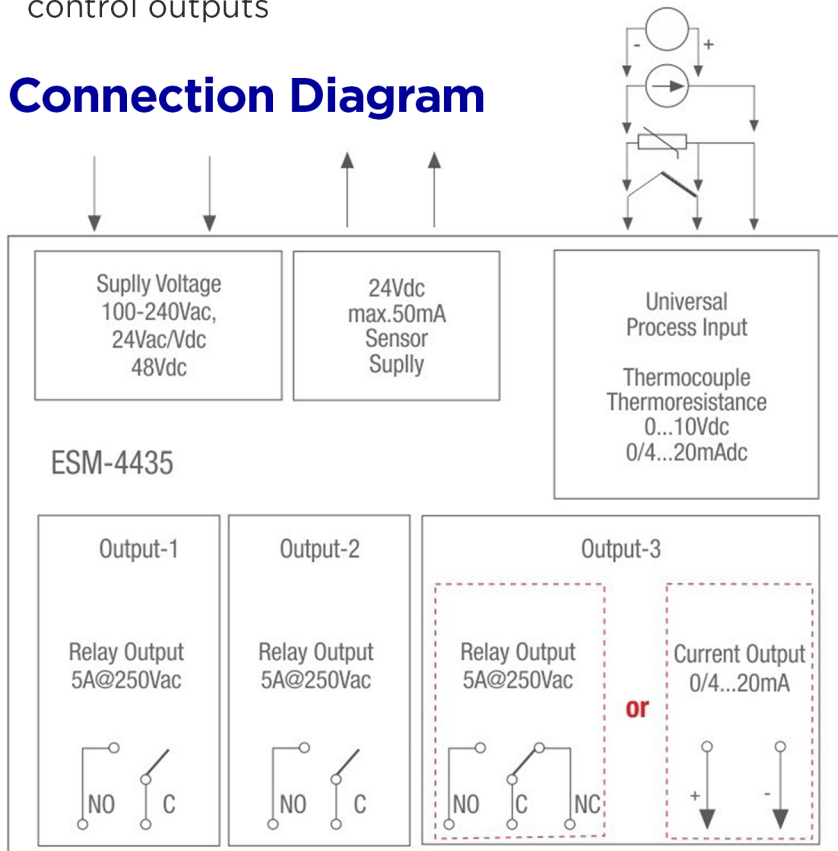 control outputs
Connection Diagram
- +
Suplly Voltage
100-240Vac,
24Vac/Vdc
48Vdc
24Vdc
max.50mA
Sensor
Suplly
Universal
Process Input
Thermocouple
Thermoresistance
0...10Vdc
0/4...20mAdc
ESM-4435
Output-1
Relay Output
5A@250Vac
NO C
Output-2
Relay Output
5A@250Vac
NO C
Output-3
Relay Output
5A@250Vac
NO C NC
or
Current Output
0/4...20mA
+ -